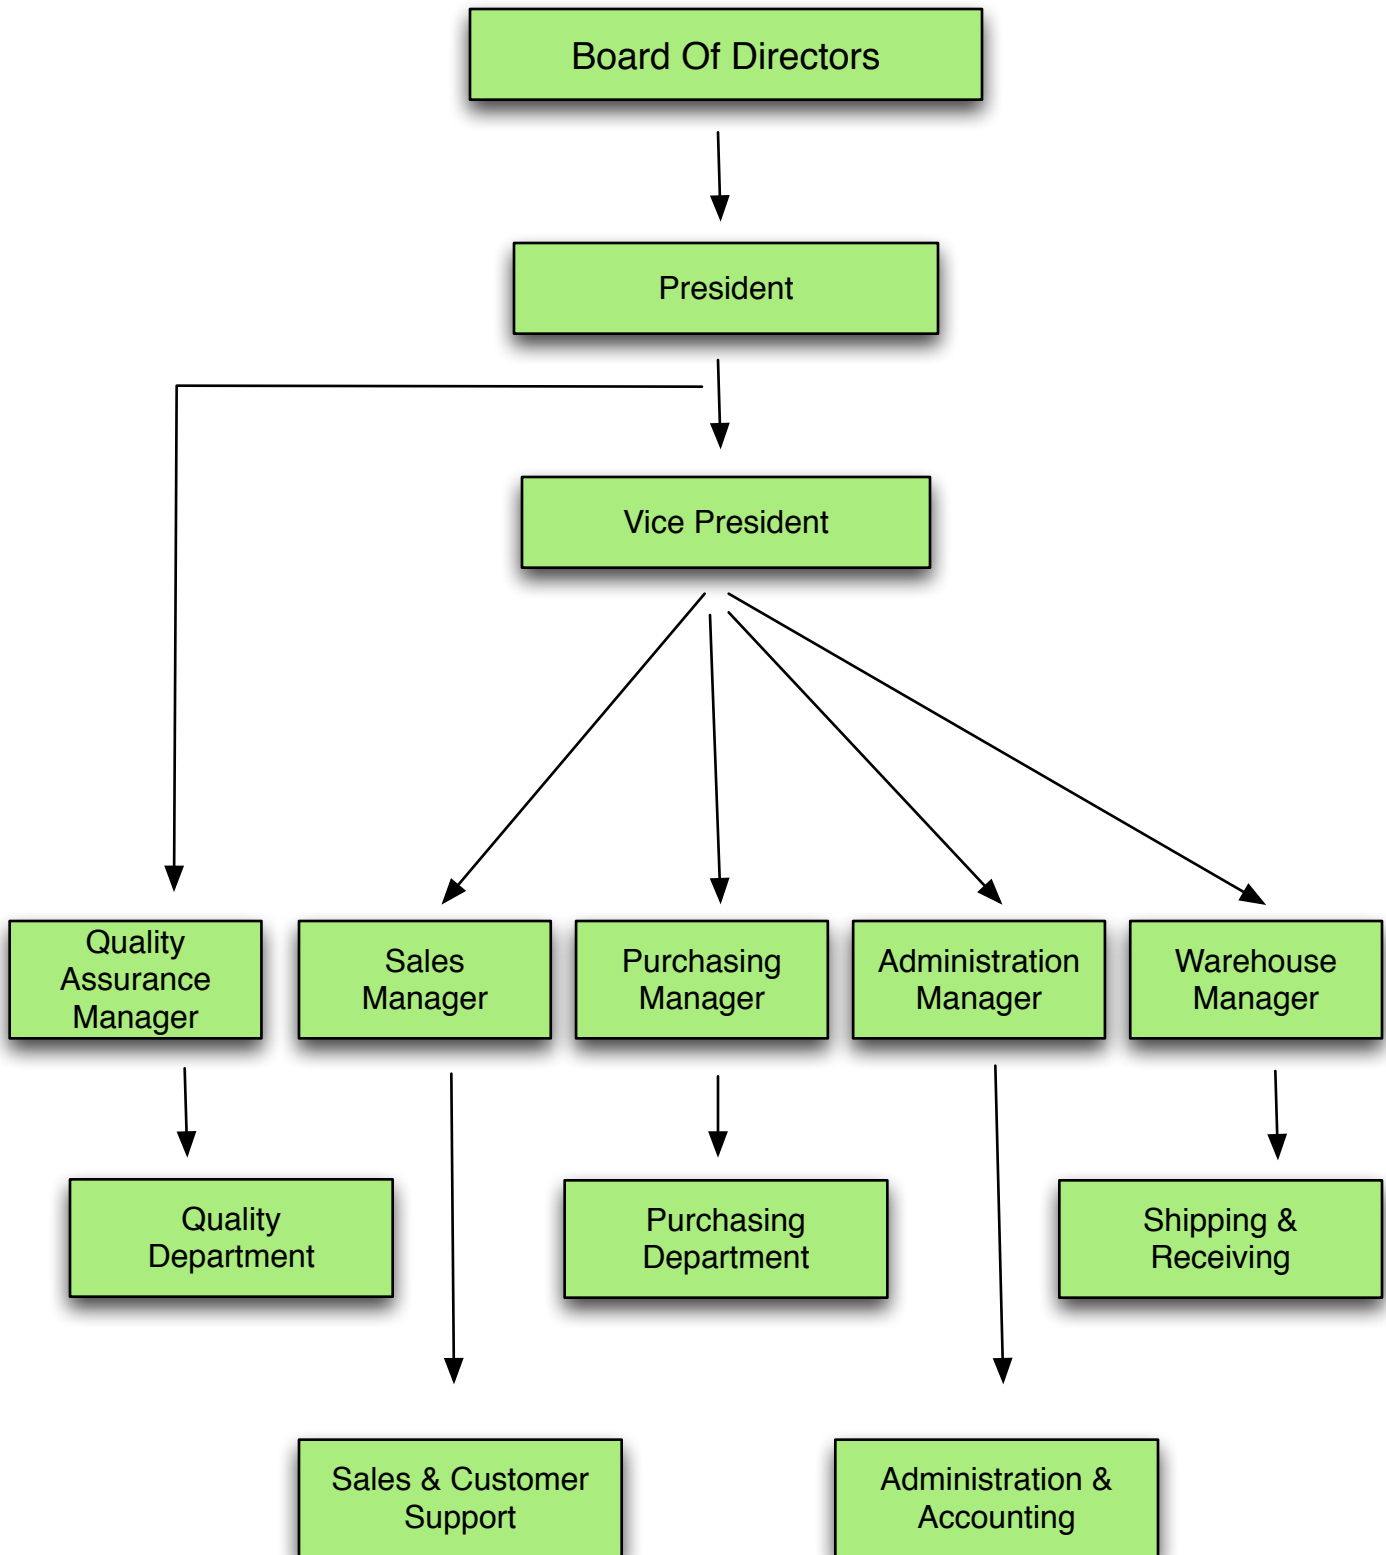 Board Of Directors
President
Vice President
Quality
Assurance
Manager
Sales
Manager
Purchasing
Manager
Administration
Manager
Warehouse
Manager
Quality
Department
Purchasing
Department
Shipping &
Receiving
Sales & Customer
Support
Administration &
Accounting